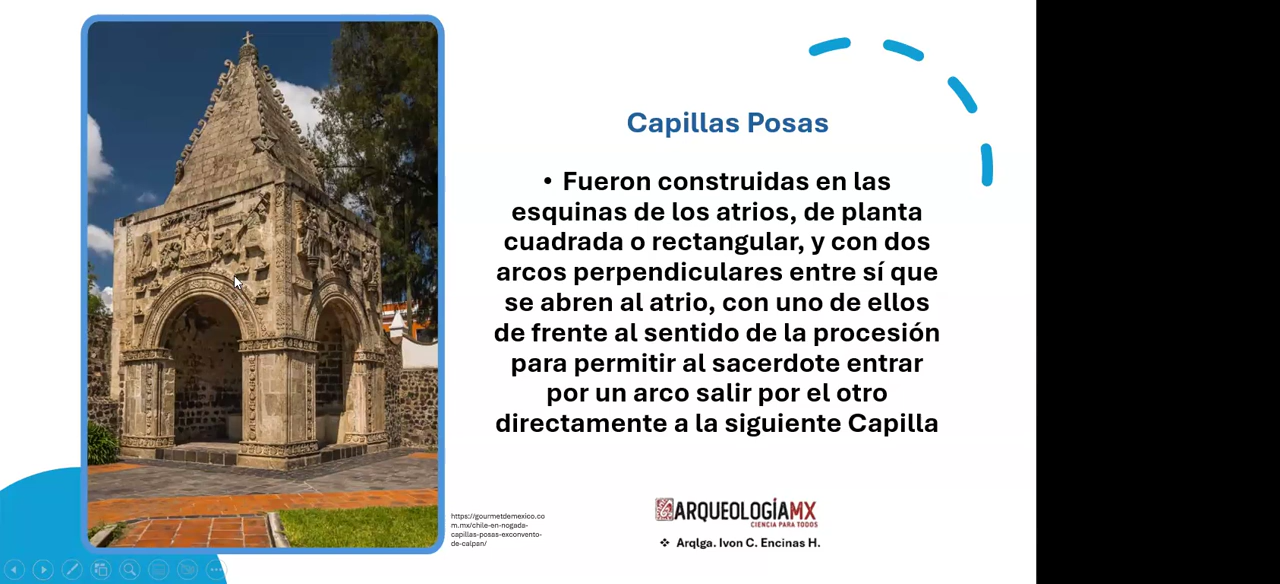 Capillas Posas
• Fueron construidas en las
esquinas de los atrios, de planta
cuadrada o rectangular, y con dos
arcos perpendiculares entre sí que
se abren al atrio, con uno de ellos
de frente al sentido de la procesión
para permitir al sacerdote entrar
por un arco salir por el otro
directamente a la siguiente Capilla
https://gourmetdemexico.co
m.mx/chile-en-nogada-
capillas-posas-exconvento-
de-calpan/
ARQUEOLOGÍAMX
CIENCIA PARA TODOS
❖ Arqlga. Ivon C. Encinas H.